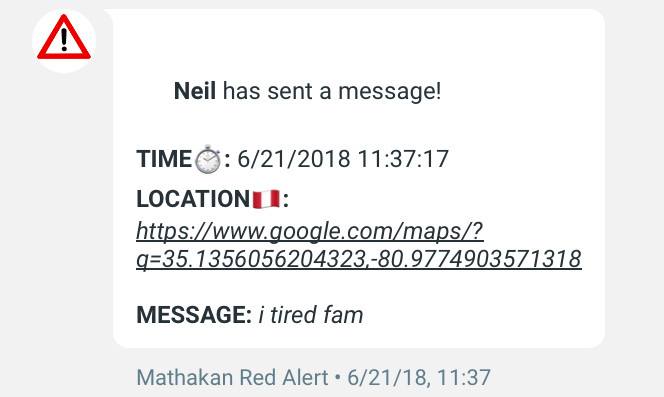 Neil has sent a message!
TIME⏱️: 6/21/2018 11:37:17
LOCATION🇵🇪:
https://www.google.com/maps/?
q=35.1356056204323,-80.9774903571318
MESSAGE: i tired fam
Mathakan Red Alert • 6/21/18, 11:37